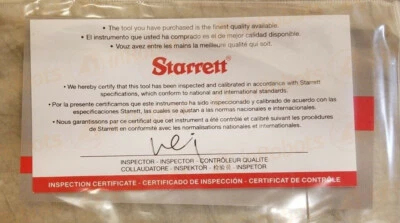 • The tool you have purchased is the finest quality available.
• El instrumento que usted ha comprado es el de mejor calidad disponible.
• Vous avez entre les mains la meilleure qualité qui soit.
Starrett
• We hereby certify that this tool has been inspected and calibrated in accordance with Starrett
specifications, which conform to national and international standards.
• Por la presente certificamos que este instrumento ha sido inspeccionado y calibrado de acuerdo con las
especificaciones Starrett, las cuales se ajustan a las normas nacionales e internacionales.
• Nous garantissons par ce certificat que cet instrument a été contrôlé et calibré suivant les procédures
de Starrett en conformité avec les normalisations nationales et internationales.
INSPECTOR - INSPECTOR - CONTRÔLEUR QUALITÉ
COLLAUDATORE - INSPEKTOR - 检验员 - INSPETOR
INSPECTION CERTIFICATE - CERTIFICADO DE INSPECCIÓN - CERTIFICAT DE CONTRÔLE